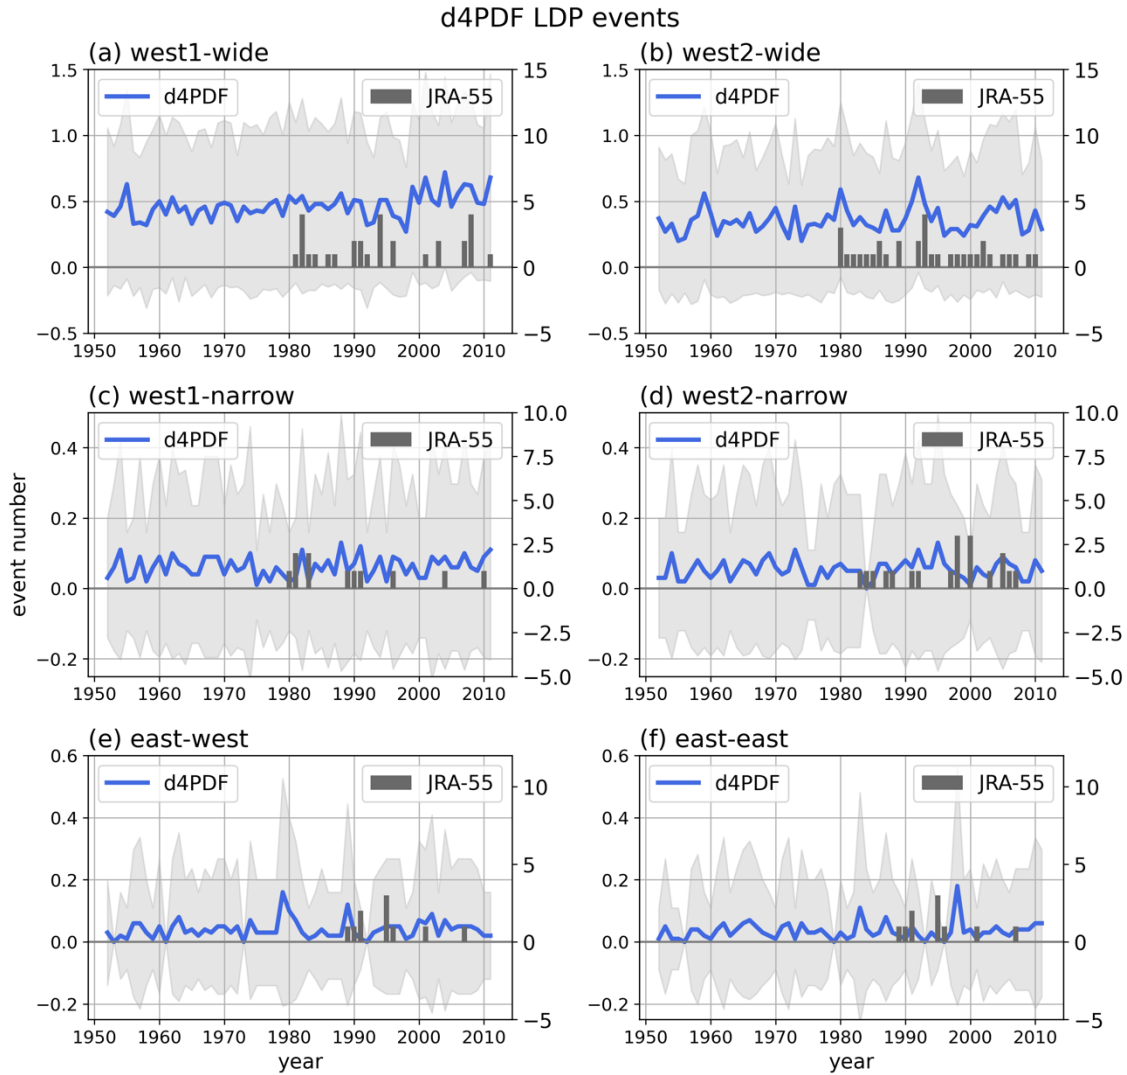 d4PDF LDP events
(a) west1-wide
(b) west2-wide
d4PDF
JRA-55
d4PDF
JRA-55
1.5
1.0
0.5
0.0
−0.5
15
10
5
0
−5
1.5
1.0
0.5
0.0
−0.5
15
10
5
0
−5
1950 1960 1970 1980 1990 2000 2010
1950 1960 1970 1980 1990 2000 2010
(c) west1-narrow
(d) west2-narrow
d4PDF
JRA-55
d4PDF
JRA-55
event number
0.4
0.2
0.0
−0.2
10.0
7.5
5.0
2.5
0.0
−2.5
−5.0
0.4
0.2
0.0
−0.2
10.0
7.5
5.0
2.5
0.0
−2.5
−5.0
1950 1960 1970 1980 1990 2000 2010
1950 1960 1970 1980 1990 2000 2010
(e) east-west
(f) east-east
d4PDF
JRA-55
d4PDF
JRA-55
0.6
0.4
0.2
0.0
−0.2
10
5
0
−5
0.6
0.4
0.2
0.0
−0.2
10
5
0
−5
1950 1960 1970 1980 1990 2000 2010
1950 1960 1970 1980 1990 2000 2010
year
year